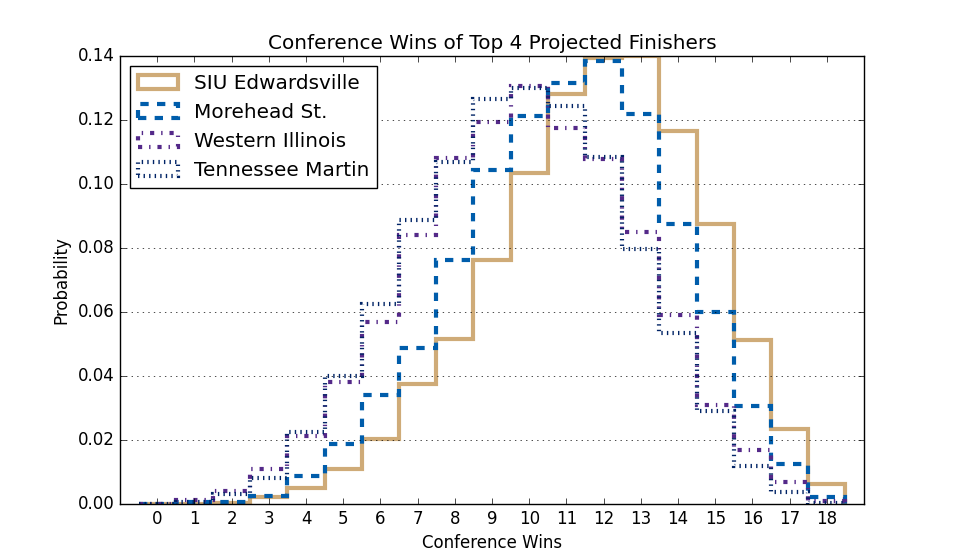 Conference Wins of Top 4 Projected Finishers
SIU Edwardsville
Morehead St.
Western Illinois
Tennessee Martin
0.14
0.12
0.10
0.08
0.06
0.04
0.02
0.00
Probability
0 1 2 3 4 5 6 7 8 9 10 11 12 13 14 15 16 17 18
Conference Wins